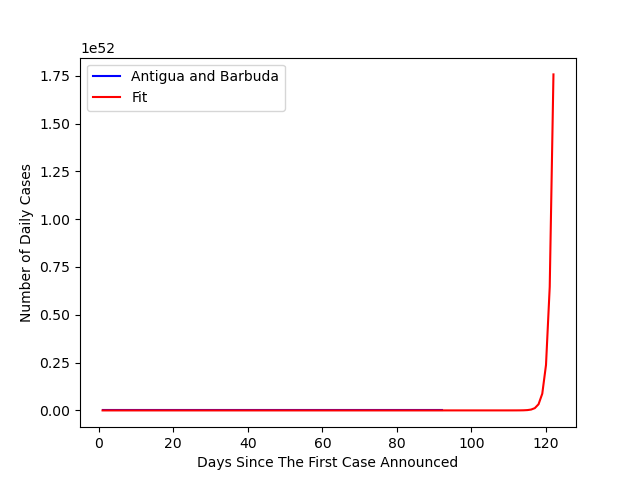 1e52
1.75
1.50
1.25
1.00
0.75
0.50
0.25
0.00
Number of Daily Cases
Antigua and Barbuda
Fit
0 20 40 60 80 100 120
Days Since The First Case Announced